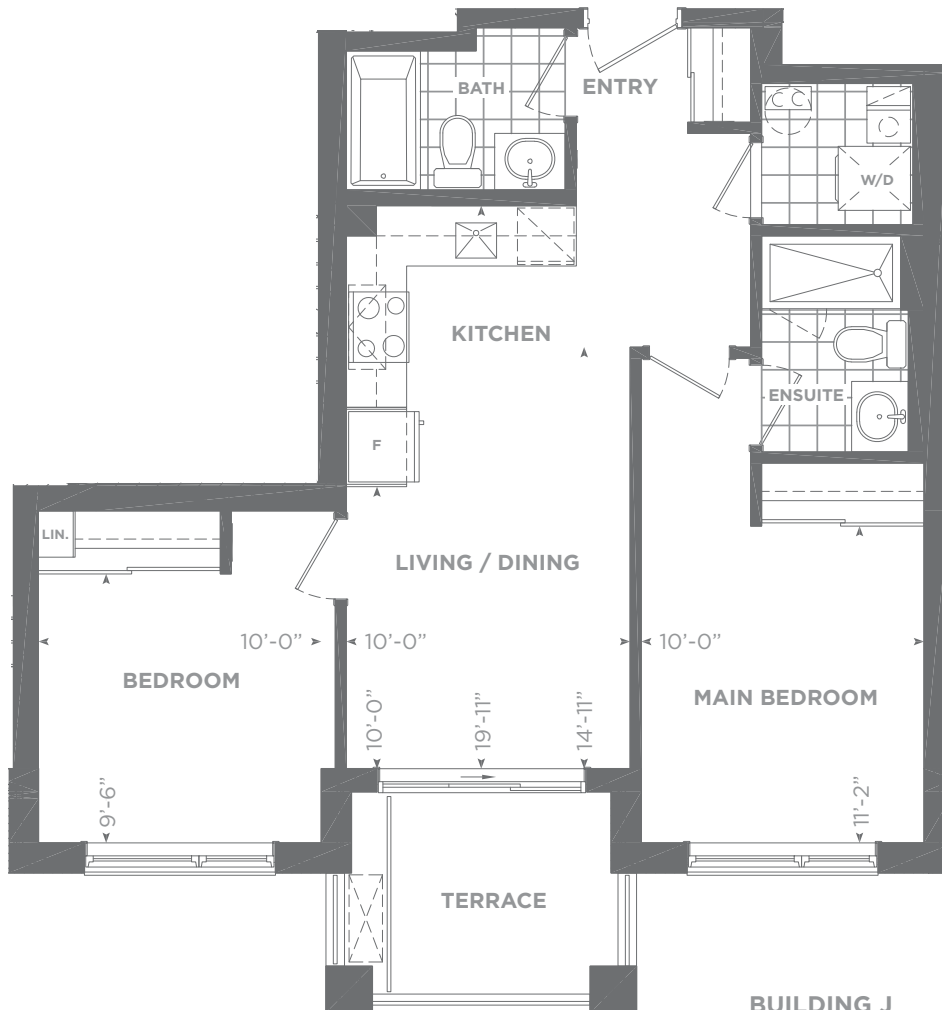 BATH
ENTRY
W/D
KITCHEN
ENSUITE
F
LIN.
LIVING / DINING
10’-0”
10’-0”
10’-0”
BEDROOM
MAIN BEDROOM
10’-0”
19’-11”
14’-11”
9’-6”
11’-2”
TERRACE
BUILDING J